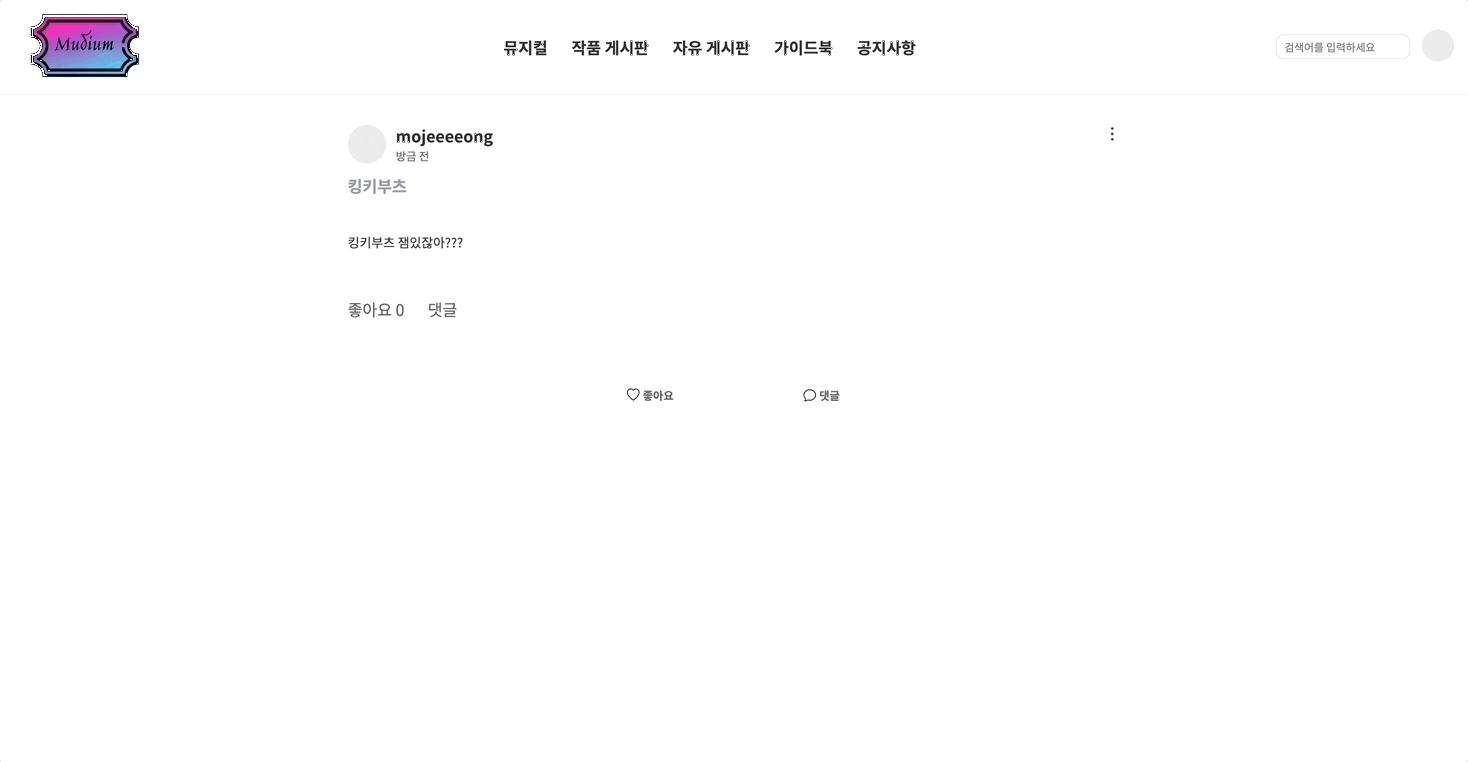 Mudium
뮤지컬 작품 게시판 자유 게시판 가이드북 공지사항
검색어를 입력하세요
mojeeeeong
방금 전
킹키부츠
킹키부츠 잼있잖아???
좋아요 0 댓글
좋아요 댓글